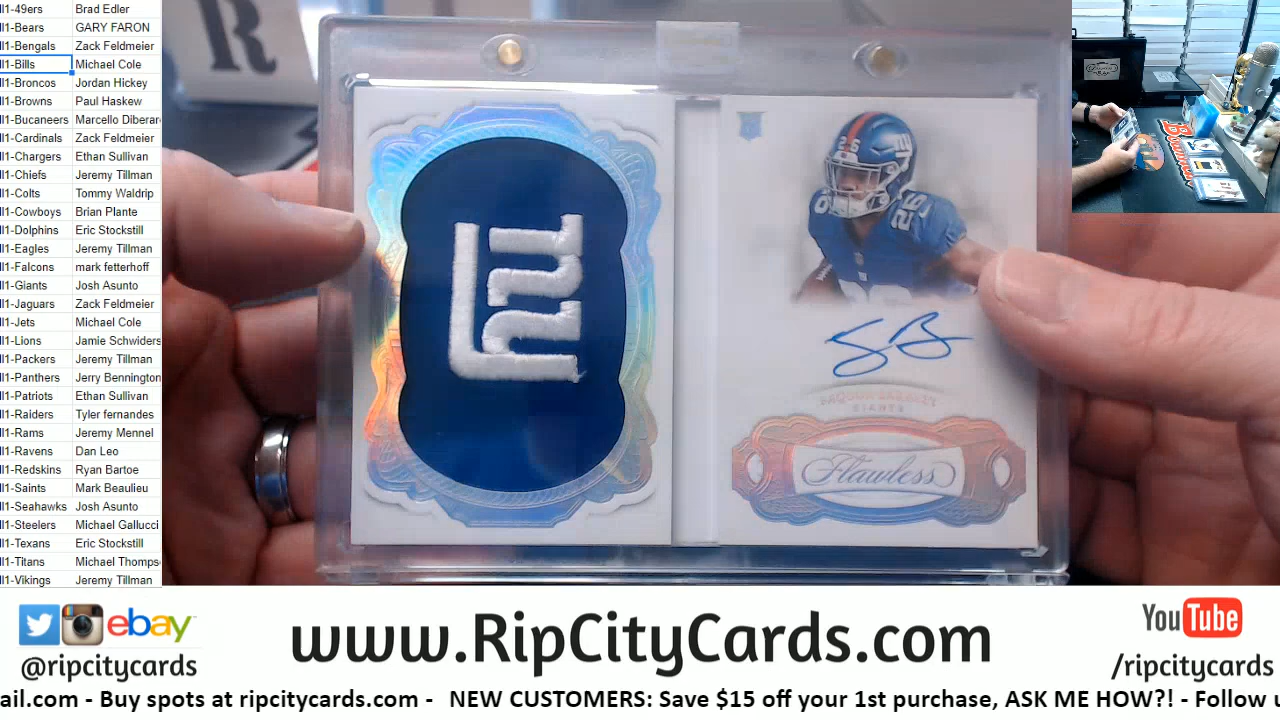 ll1-49ers Brad Edler
ll1-Bears GARY FARON
ll1-Bengals Zack Feldmeier
ll1-Bills Michael Cole
ll1-Broncos Jordan Hickey
ll1-Browns Paul Haskew
ll1-Bucaneers Marcello Diberar
ll1-Cardinals Zack Feldmeier
ll1-Chargers Ethan Sullivan
ll1-Chiefs Jeremy Tillman
ll1-Colts Tommy Waldrip
ll1-Cowboys Brian Plante
ll1-Dolphins Eric Stockstill
ll1-Eagles Jeremy Tillman
ll1-Falcons mark fetterhoff
ll1-Giants Josh Asunto
ll1-Jaguars Zack Feldmeier
ll1-Jets Michael Cole
ll1-Lions Jamie Schwiders
ll1-Packers Jeremy Tillman
ll1-Panthers Jerry Bennington
ll1-Patriots Ethan Sullivan
ll1-Raiders Tyler fernandes
ll1-Rams Jeremy Mennel
ll1-Ravens Dan Leo
ll1-Redskins Ryan Bartoe
ll1-Saints Mark Beaulieu
ll1-Seahawks Josh Asunto
ll1-Steelers Michael Gallucci
ll1-Texans Eric Stockstill
ll1-Titans Michael Thomps
ll1-Vikings Jeremy Tillman
R
ny
26
26
SAQUON BARKLEY
GIANTS
Flawless
ebay
@ripcitycards
www.RipCityCards.com
YouTube
/ripcitycards
ail.com - Buy spots at ripcitycards.com - NEW CUSTOMERS: Save $15 off your 1st purchase, ASK ME HOW?! - Follow u